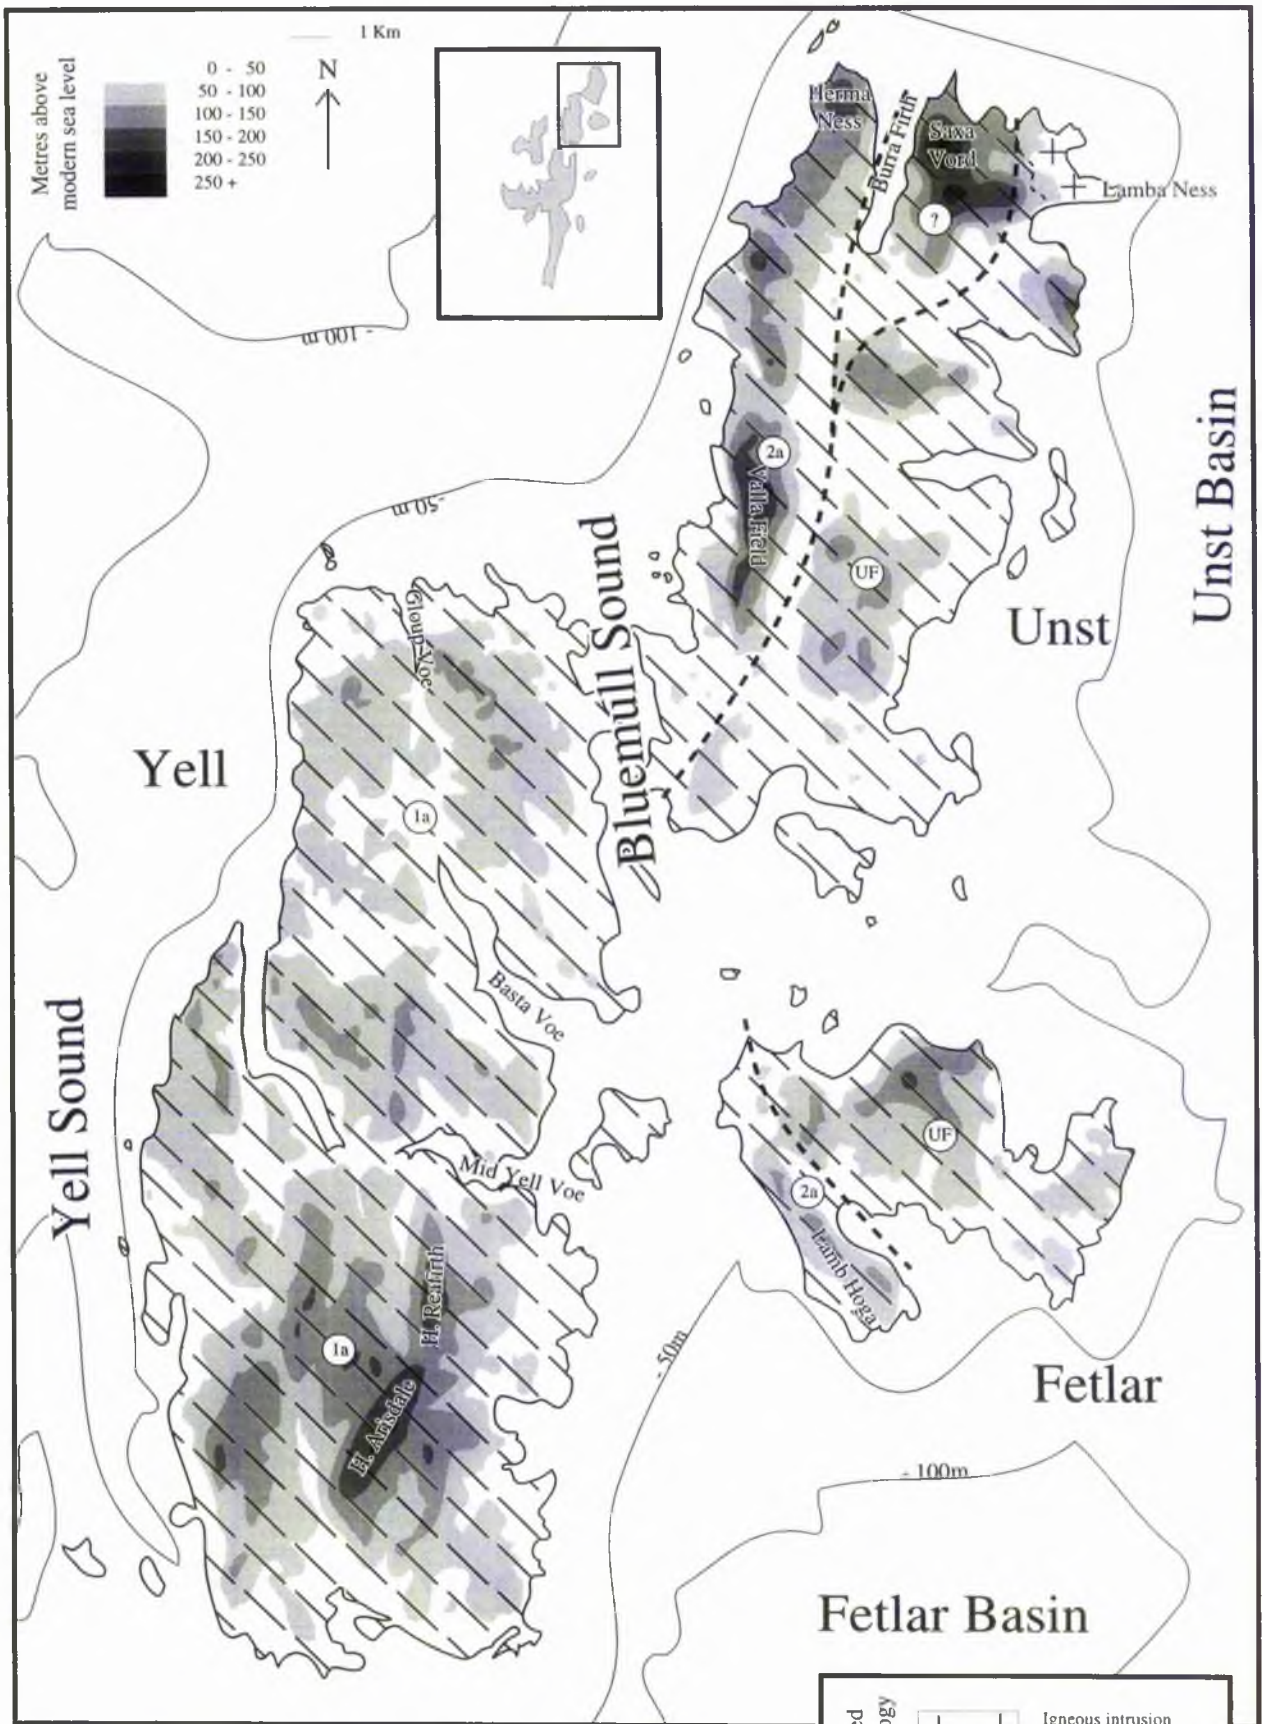 1 Km
Metres above
modern sea level
0 - 50
50 - 100
100 - 150
150 - 200
200 - 250
250 +
N
Herma
Ness
Burra Firth
Saxa
Vord
Lamba Ness
?
- 100 m
-50 m
2a
Valla Field
UF
Unst Basin
Unst
Bluemull Sound
Gloup Voe
Yell
1a
Basta Voe
Yell Sound
Mid Yell Voe
UF
2a
Lamb Hoga
H. Reafirth
1a
H. Arisdale
- 50m
Fetlar
- 100m
Fetlar Basin
Igneous intrusion